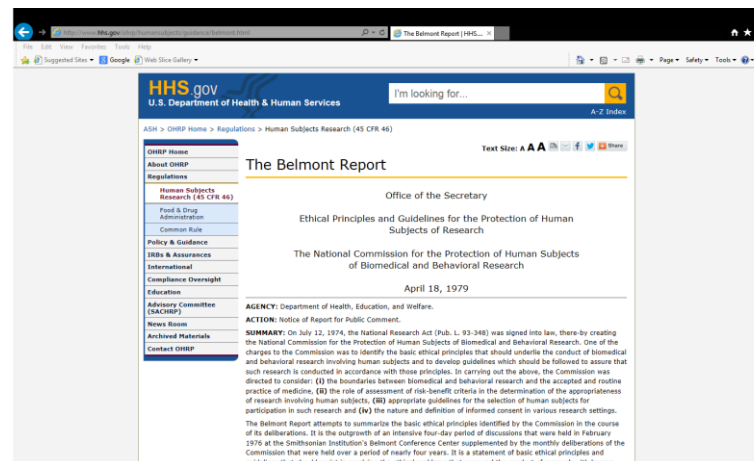 http://www.hhs.gov/ohrp/humansubjects/guidance/belmont.html
The Belmont Report | HHS...
File Edit View Favorites Tools Help
Suggested Sites Google Web Slice Gallery
Page Safety Tools
HHS.gov
U.S. Department of Health & Human Services
I'm looking for...
A-Z Index
ASH > OHRP Home > Regulations > Human Subjects Research (45 CFR 46)
Text Size: A A A Share
OHRP Home
About OHRP
Regulations
Human Subjects
Research (45 CFR 46)
Food & Drug
Administration
Common Rule
Policy & Guidance
IRBs & Assurances
International
Compliance Oversight
Education
Advisory Committee
(SACHRP)
News Room
Archived Materials
Contact OHRP
The Belmont Report
Office of the Secretary
Ethical Principles and Guidelines for the Protection of Human
Subjects of Research
The National Commission for the Protection of Human Subjects
of Biomedical and Behavioral Research
April 18, 1979
AGENCY: Department of Health, Education, and Welfare.
ACTION: Notice of Report for Public Comment.
SUMMARY: On July 12, 1974, the National Research Act (Pub. L. 93-348) was signed into law, there-by creating
the National Commission for the Protection of Human Subjects of Biomedical and Behavioral Research. One of the
charges to the Commission was to identify the basic ethical principles that should underlie the conduct of biomedical
and behavioral research involving human subjects and to develop guidelines which should be followed to assure that
such research is conducted in accordance with those principles. In carrying out the above, the Commission was
directed to consider: (i) the boundaries between biomedical and behavioral research and the accepted and routine
practice of medicine, (ii) the role of assessment of risk-benefit criteria in the determination of the appropriateness
of research involving human subjects, (iii) appropriate guidelines for the selection of human subjects for
participation in such research and (iv) the nature and definition of informed consent in various research settings.
The Belmont Report attempts to summarize the basic ethical principles identified by the Commission in the course
of its deliberations. It is the outgrowth of an intensive four-day period of discussions that were held in February
1976 at the Smithsonian Institution's Belmont Conference Center supplemented by the monthly deliberations of the
Commission that were held over a period of nearly four years. It is a statement of basic ethical principles and